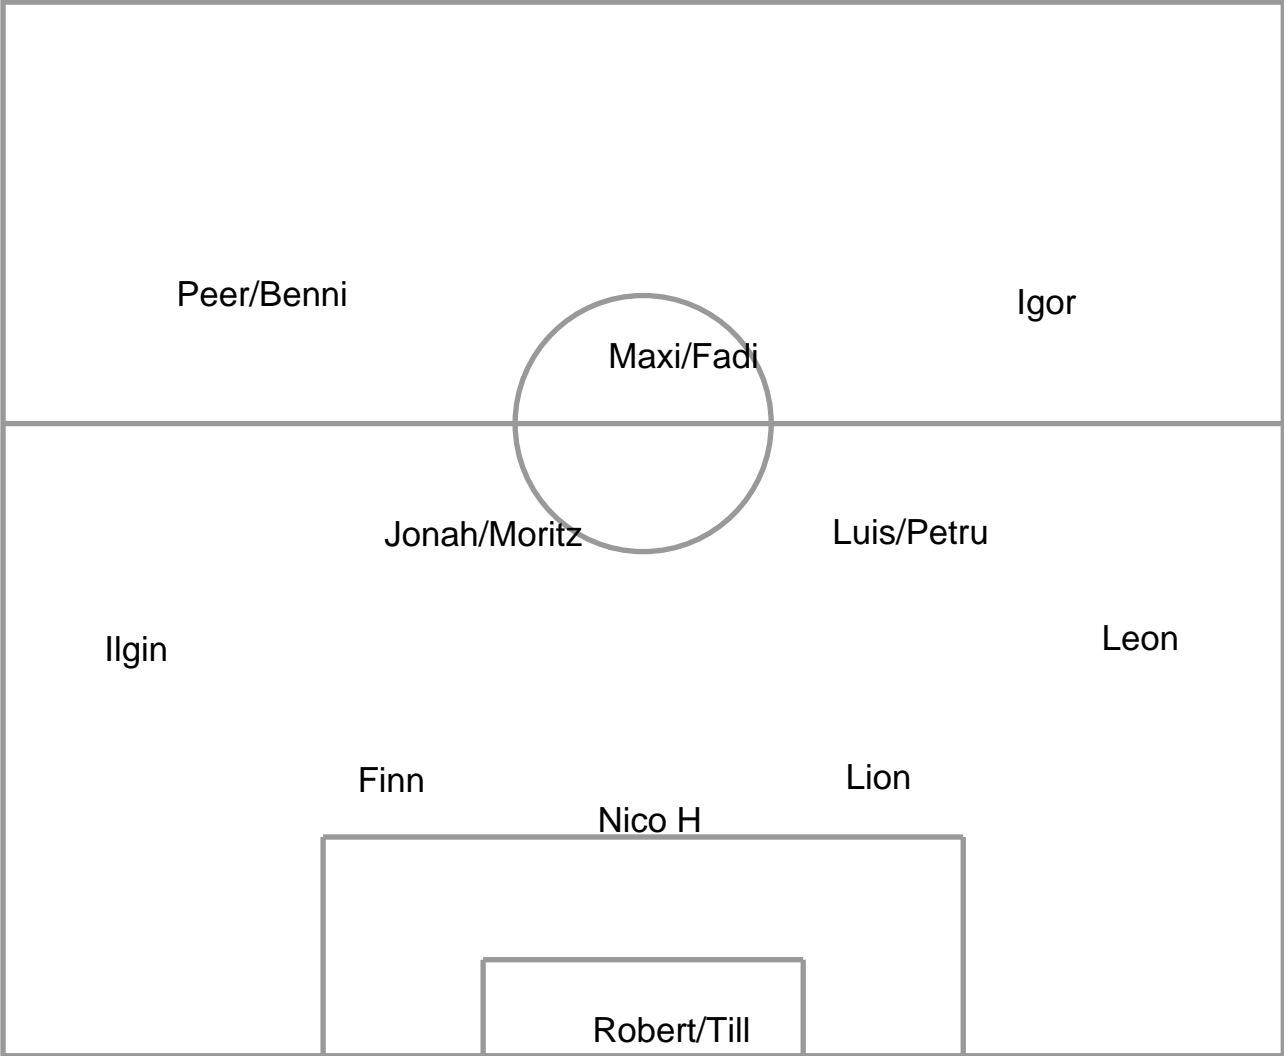 Peer/Benni
Igor
Maxi/Fadi
Jonah/Moritz
Luis/Petru
Ilgin
Leon
Finn
Lion
Nico H
Robert/Till